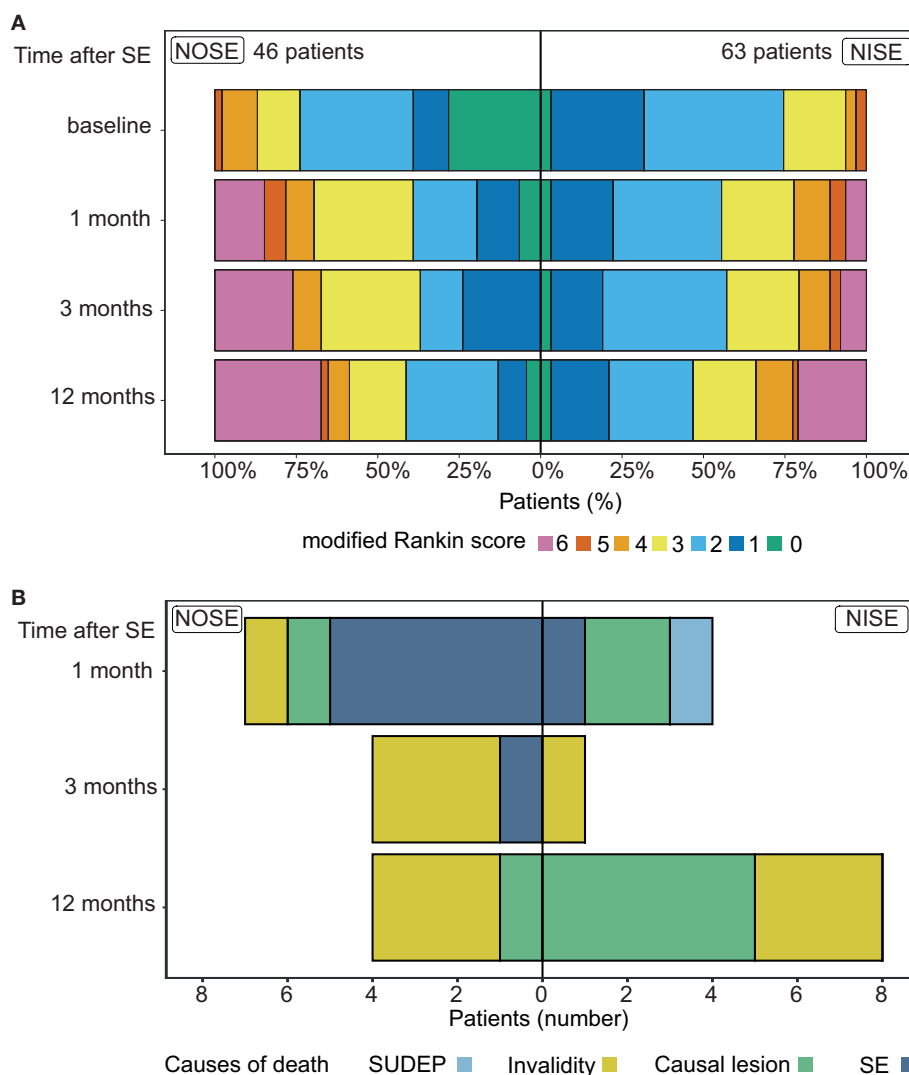 A
Time after SE
NOSE 46 patients
63 patients NISE
baseline
1 month
3 months
12 months
100% 75% 50% 25% 0% 25% 50% 75% 100%
Patients (%)
modified Rankin score 6 5 4 3 2 1 0
B
NOSE
NISE
Time after SE
1 month
3 months
12 months
8 6 4 2 0 2 4 6 8
Patients (number)
Causes of death SUDEP Invalidity Causal lesion SE